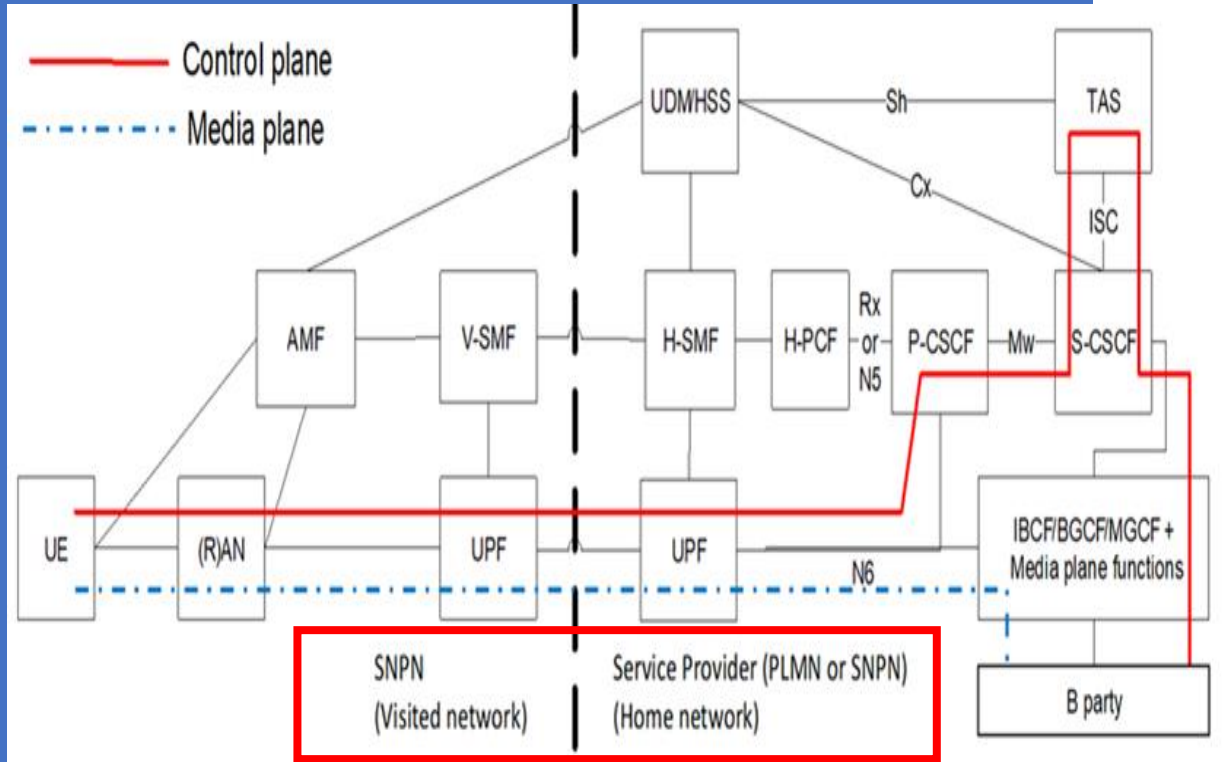 Control plane
Media plane
UDM/HSS
Sh
TAS
Cx
ISC
AMF
V-SMF
H-SMF
H-PCF
Rx
or
N5
P-CSCF
Mw
S-CSCF
UE
(R)AN
UPF
UPF
N6
IBCF/BGCF/MGCF +
Media plane functions
SNPN
(Visited network)
Service Provider (PLMN or SNPN)
(Home network)
B party